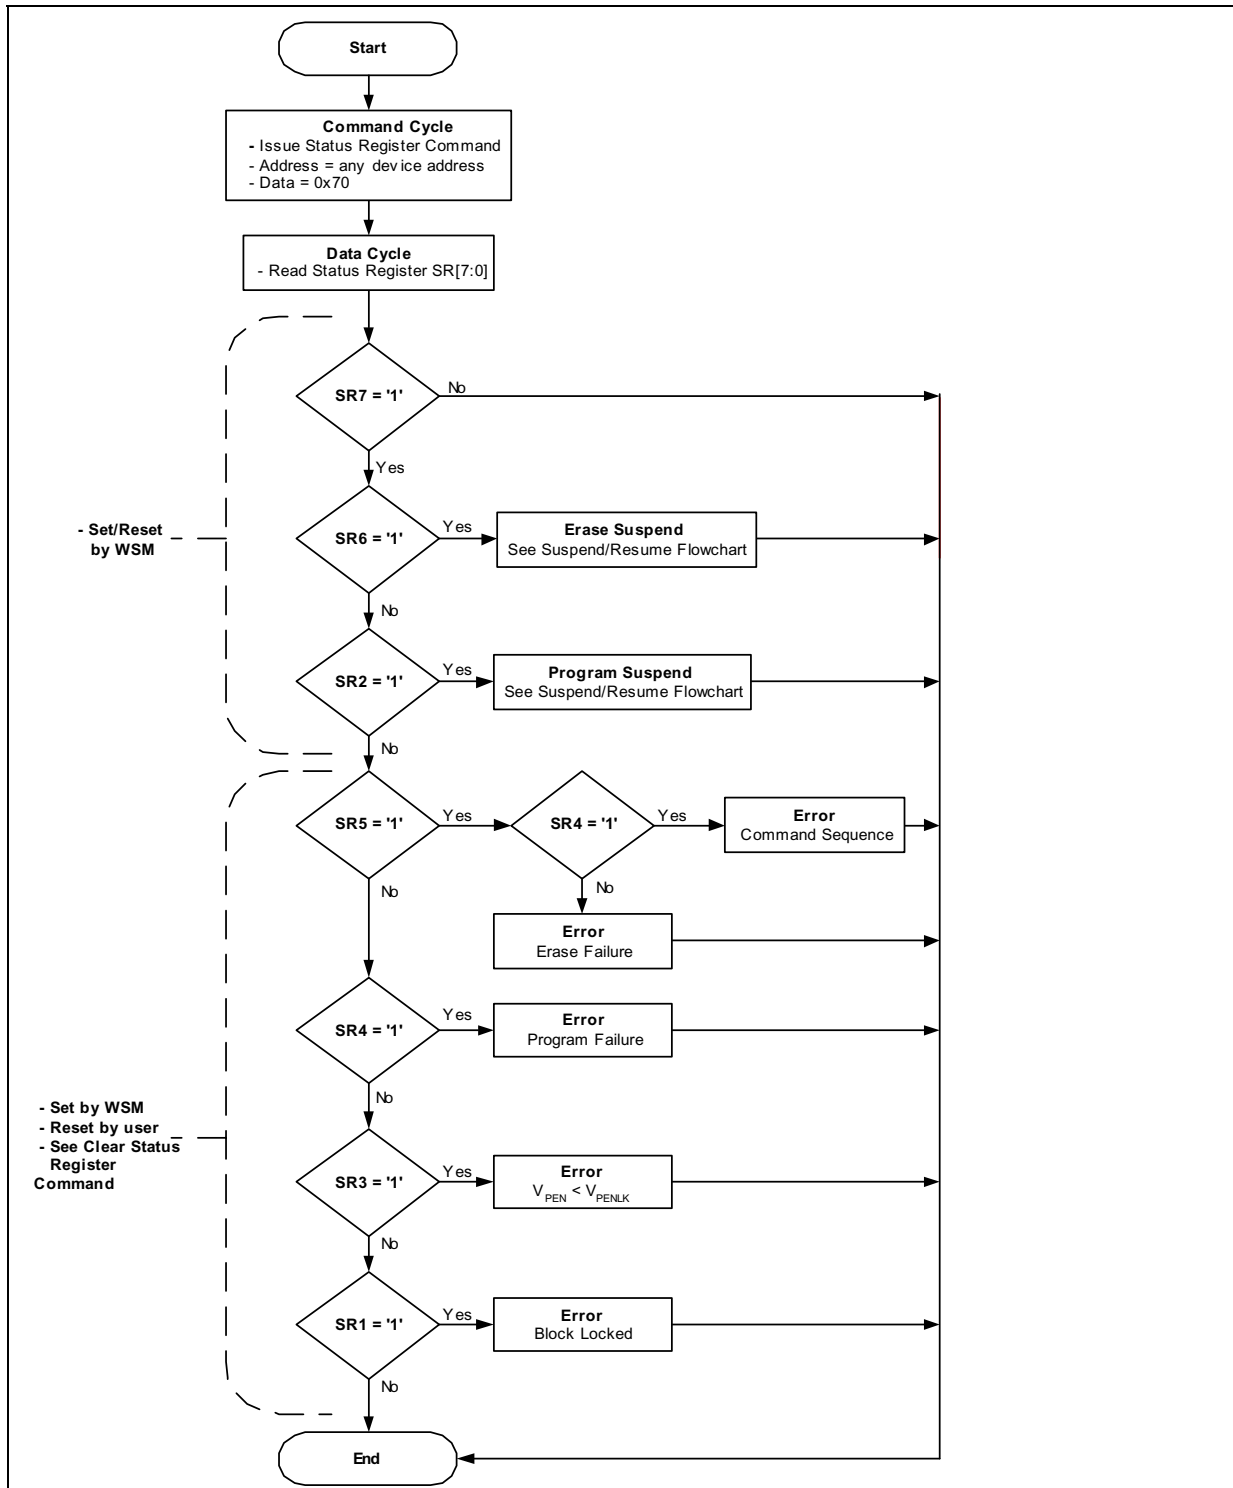 Start
Command Cycle
- Issue Status Register Command
- Address = any device address
- Data = 0x70
Data Cycle
- Read Status Register SR[7:0]
SR7 = '1'
No
Yes
- Set/Reset
by WSM
SR6 = '1'
Yes
Erase Suspend
See Suspend/Resume Flowchart
No
SR2 = '1'
Yes
Program Suspend
See Suspend/Resume Flowchart
No
SR5 = '1'
Yes
SR4 = '1'
Yes
Error
Command Sequence
No
No
Error
Erase Failure
SR4 = '1'
Yes
Error
Program Failure
No
- Set by WSM
- Reset by user
- See Clear Status
Register
Command
SR3 = '1'
Yes
Error
VPEN < VPENLK
No
SR1 = '1'
Yes
Error
Block Locked
No
End